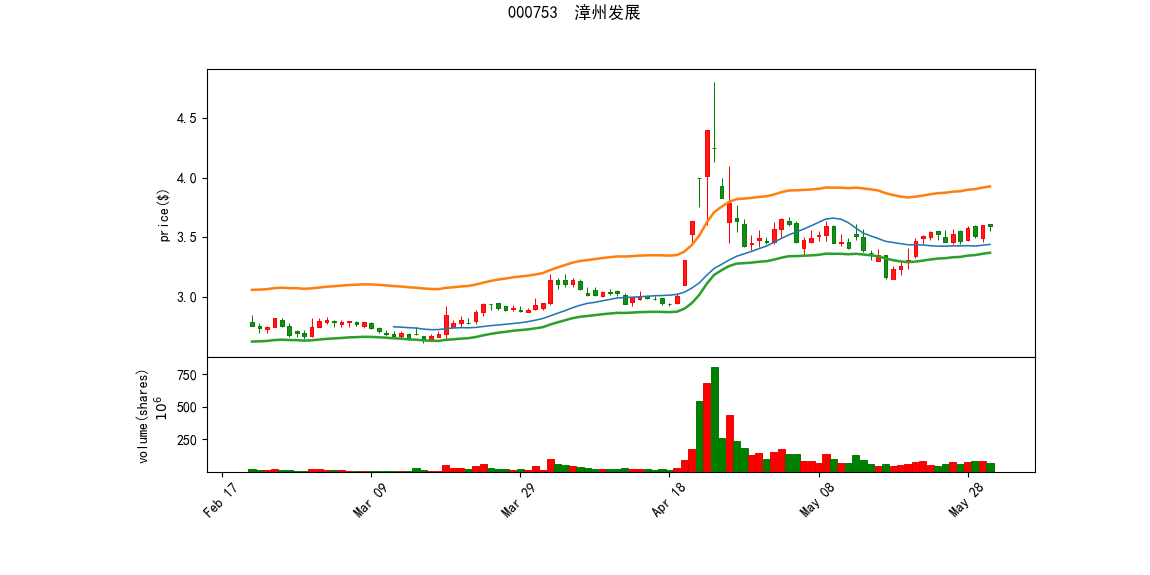 000753 漳州发展
price($)
4.5
4.0
3.5
3.0
volume(shares)
10^6
750
500
250
Feb 17
Mar 09
Mar 29
Apr 18
May 08
May 28